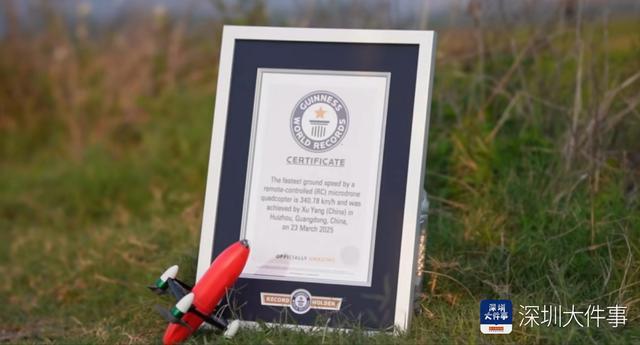 GUINNESS
WORLD RECORDS
CERTIFICATE
The fastest ground speed by a
remote-controlled (RC) microdrone
quadcopter is 340.78 km/h and was
achieved by Xu Yang (China) in
Huizhou, Guangdong, China,
on 23 March 2025
OFFICIALLY AMAZING
RECORD HOLDER
深圳
大件事
深圳大件事